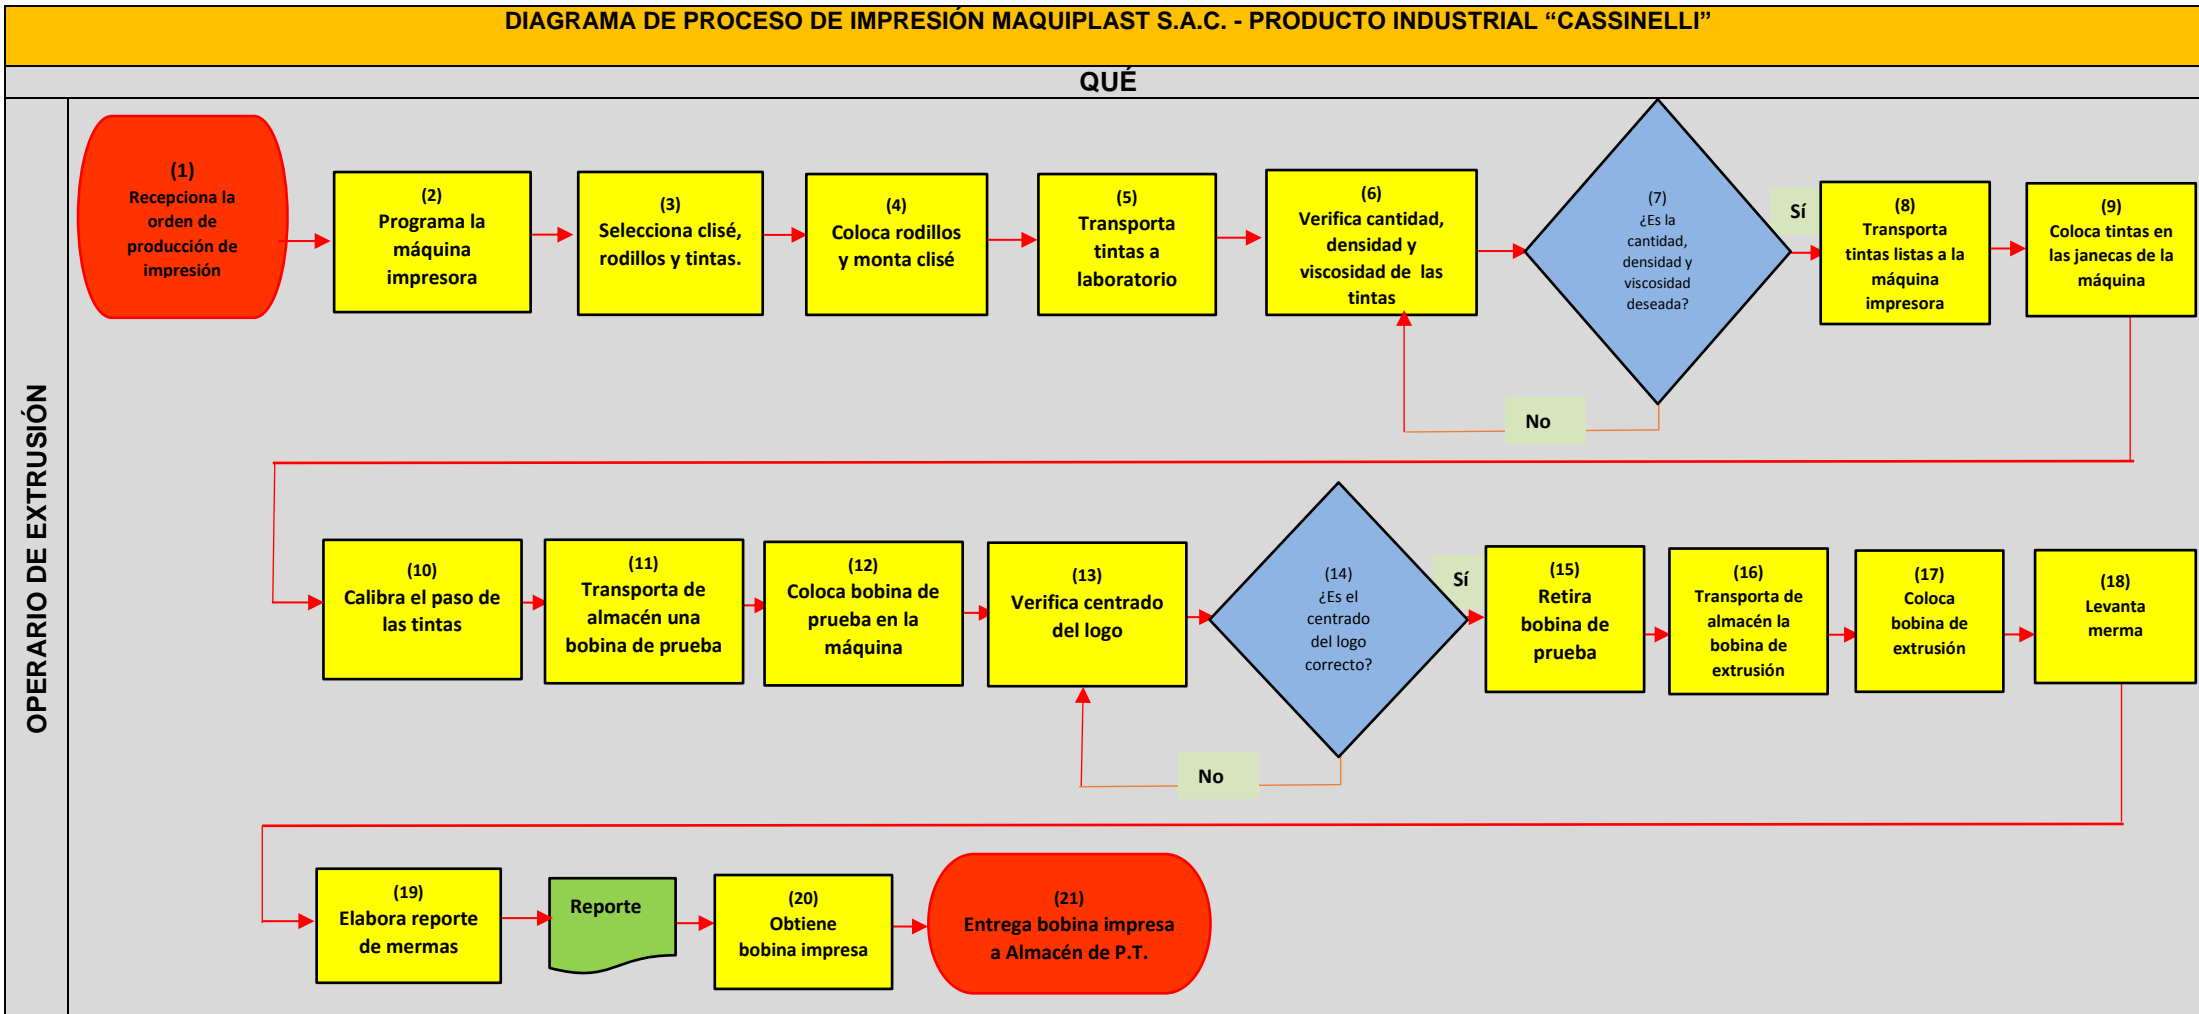 DIAGRAMA DE PROCESO DE IMPRESIÓN MAQUIPLAST S.A.C. - PRODUCTO INDUSTRIAL “CASSINELLI”
QUÉ
OPERARIO DE EXTRUSIÓN
(1)
Recepciona la
orden de
producción de
impresión
(2)
Programa la
máquina
impresora
(3)
Selecciona clisé,
rodillos y tintas.
(4)
Coloca rodillos
y monta clisé
(5)
Transporta
tintas a
laboratorio
(6)
Verifica cantidad,
densidad y
viscosidad de las
tintas
(7)
¿Es la
cantidad,
densidad y
viscosidad
deseada?
Sí
No
(8)
Transporta
tintas listas a la
máquina
impresora
(9)
Coloca tintas en
las janecas de la
máquina
(10)
Calibra el paso de
las tintas
(11)
Transporta de
almacén una
bobina de prueba
(12)
Coloca bobina de
prueba en la
máquina
(13)
Verifica centrado
del logo
(14)
¿Es el
centrado
del logo
correcto?
Sí
No
(15)
Retira
bobina de
prueba
(16)
Transporta de
almacén la
bobina de
extrusión
(17)
Coloca
bobina de
extrusión
(18)
Levanta
merma
(19)
Elabora reporte
de mermas
Reporte
(20)
Obtiene
bobina impresa
(21)
Entrega bobina impresa
a Almacén de P.T.